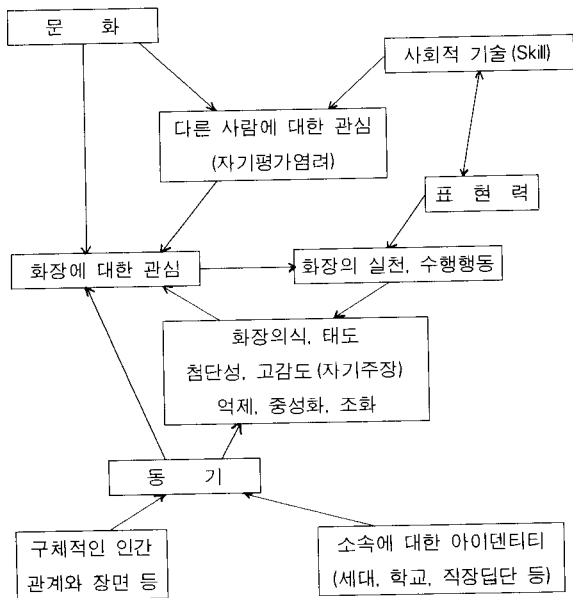 문 화
사회적 기술(Skill)
다른 사람에 대한 관심
(자기평가염려)
표 현 력
화장에 대한 관심
화장의 실천, 수행행동
화장의식, 태도
첨단성, 고감도(자기주장)
억제, 중성화, 조화
동 기
구체적인 인간
관계와 장면 등
소속에 대한 아이덴티티
(세대, 학교, 직장딥단 등)